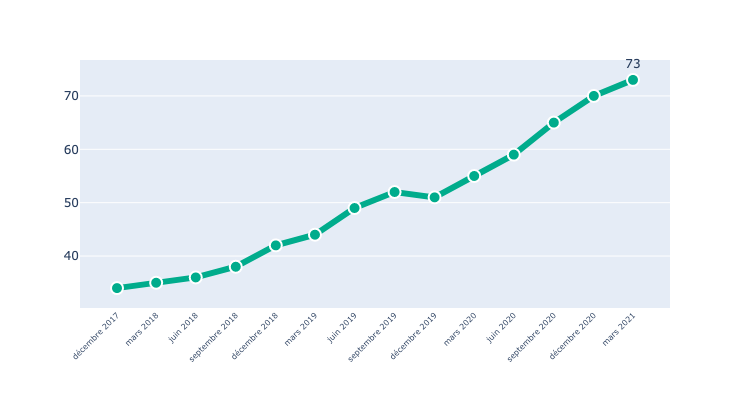 73
70
60
50
40
décembre 2017
mars 2018
juin 2018
septembre 2018
décembre 2018
mars 2019
juin 2019
septembre 2019
décembre 2019
mars 2020
juin 2020
septembre 2020
décembre 2020
mars 2021